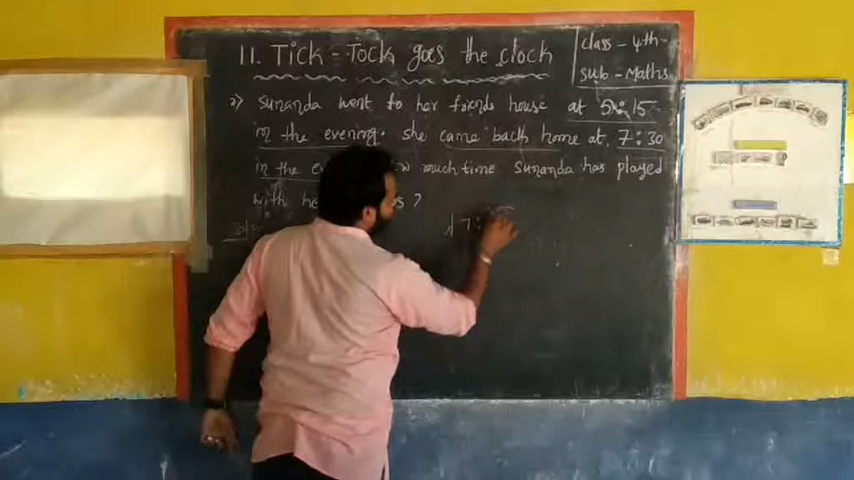 11. Tick - Tock goes the clock
class - 4th
Sub - Maths
2) Sunanda went to her friends house at 5:15
in the evening. she came back home at 7:30
in the much time Sunanda has played
with ?
17